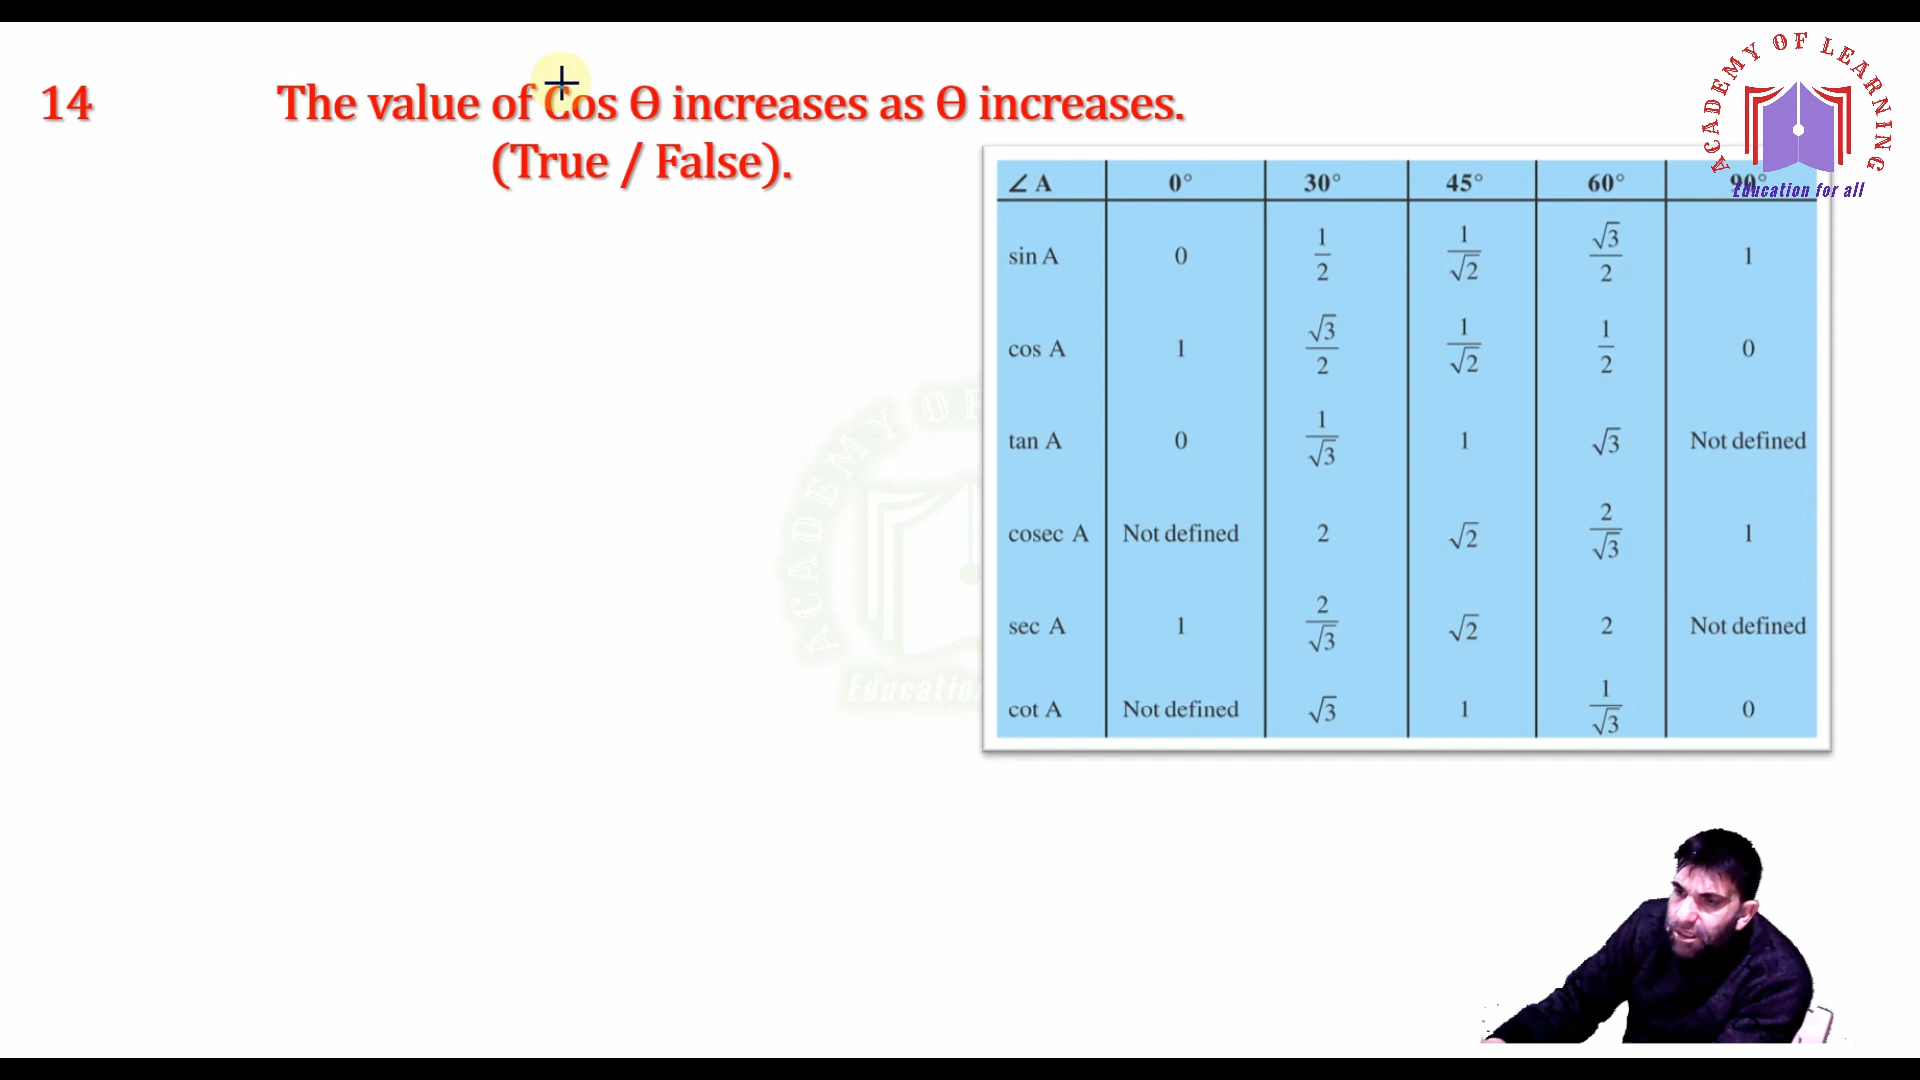 14 The value of Cos Ө increases as Ө increases.
(True / False).
ACADEMY OF LEARNING
Education for all
∠ A 0° 30° 45° 60° 90°
sin A 0 1/2 1/√2 √3/2 1
cos A 1 √3/2 1/√2 1/2 0
tan A 0 1/√3 1 √3 Not defined
cosec A Not defined 2 √2 2/√3 1
sec A 1 2/√3 √2 2 Not defined
cot A Not defined √3 1 1/√3 0
ACADEMY OF
Education